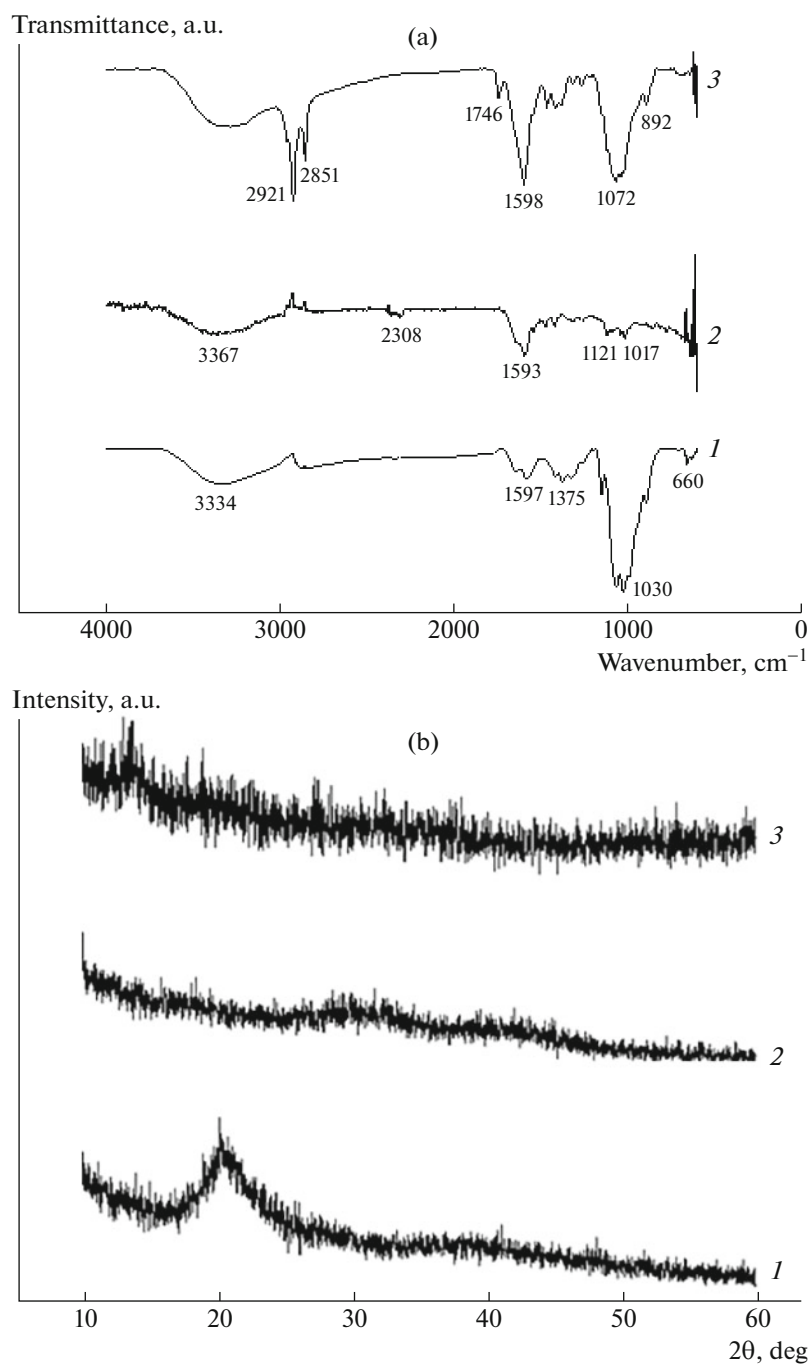 Transmittance, a.u.
(a)
3
1746
892
2851
2921
1598
1072
2
3367
2308
1593
1121 1017
1
3334
1597 1375
660
1030
4000 3000 2000 1000 0
Wavenumber, cm⁻¹
Intensity, a.u.
(b)
3
2
1
10 20 30 40 50 60
2θ, deg